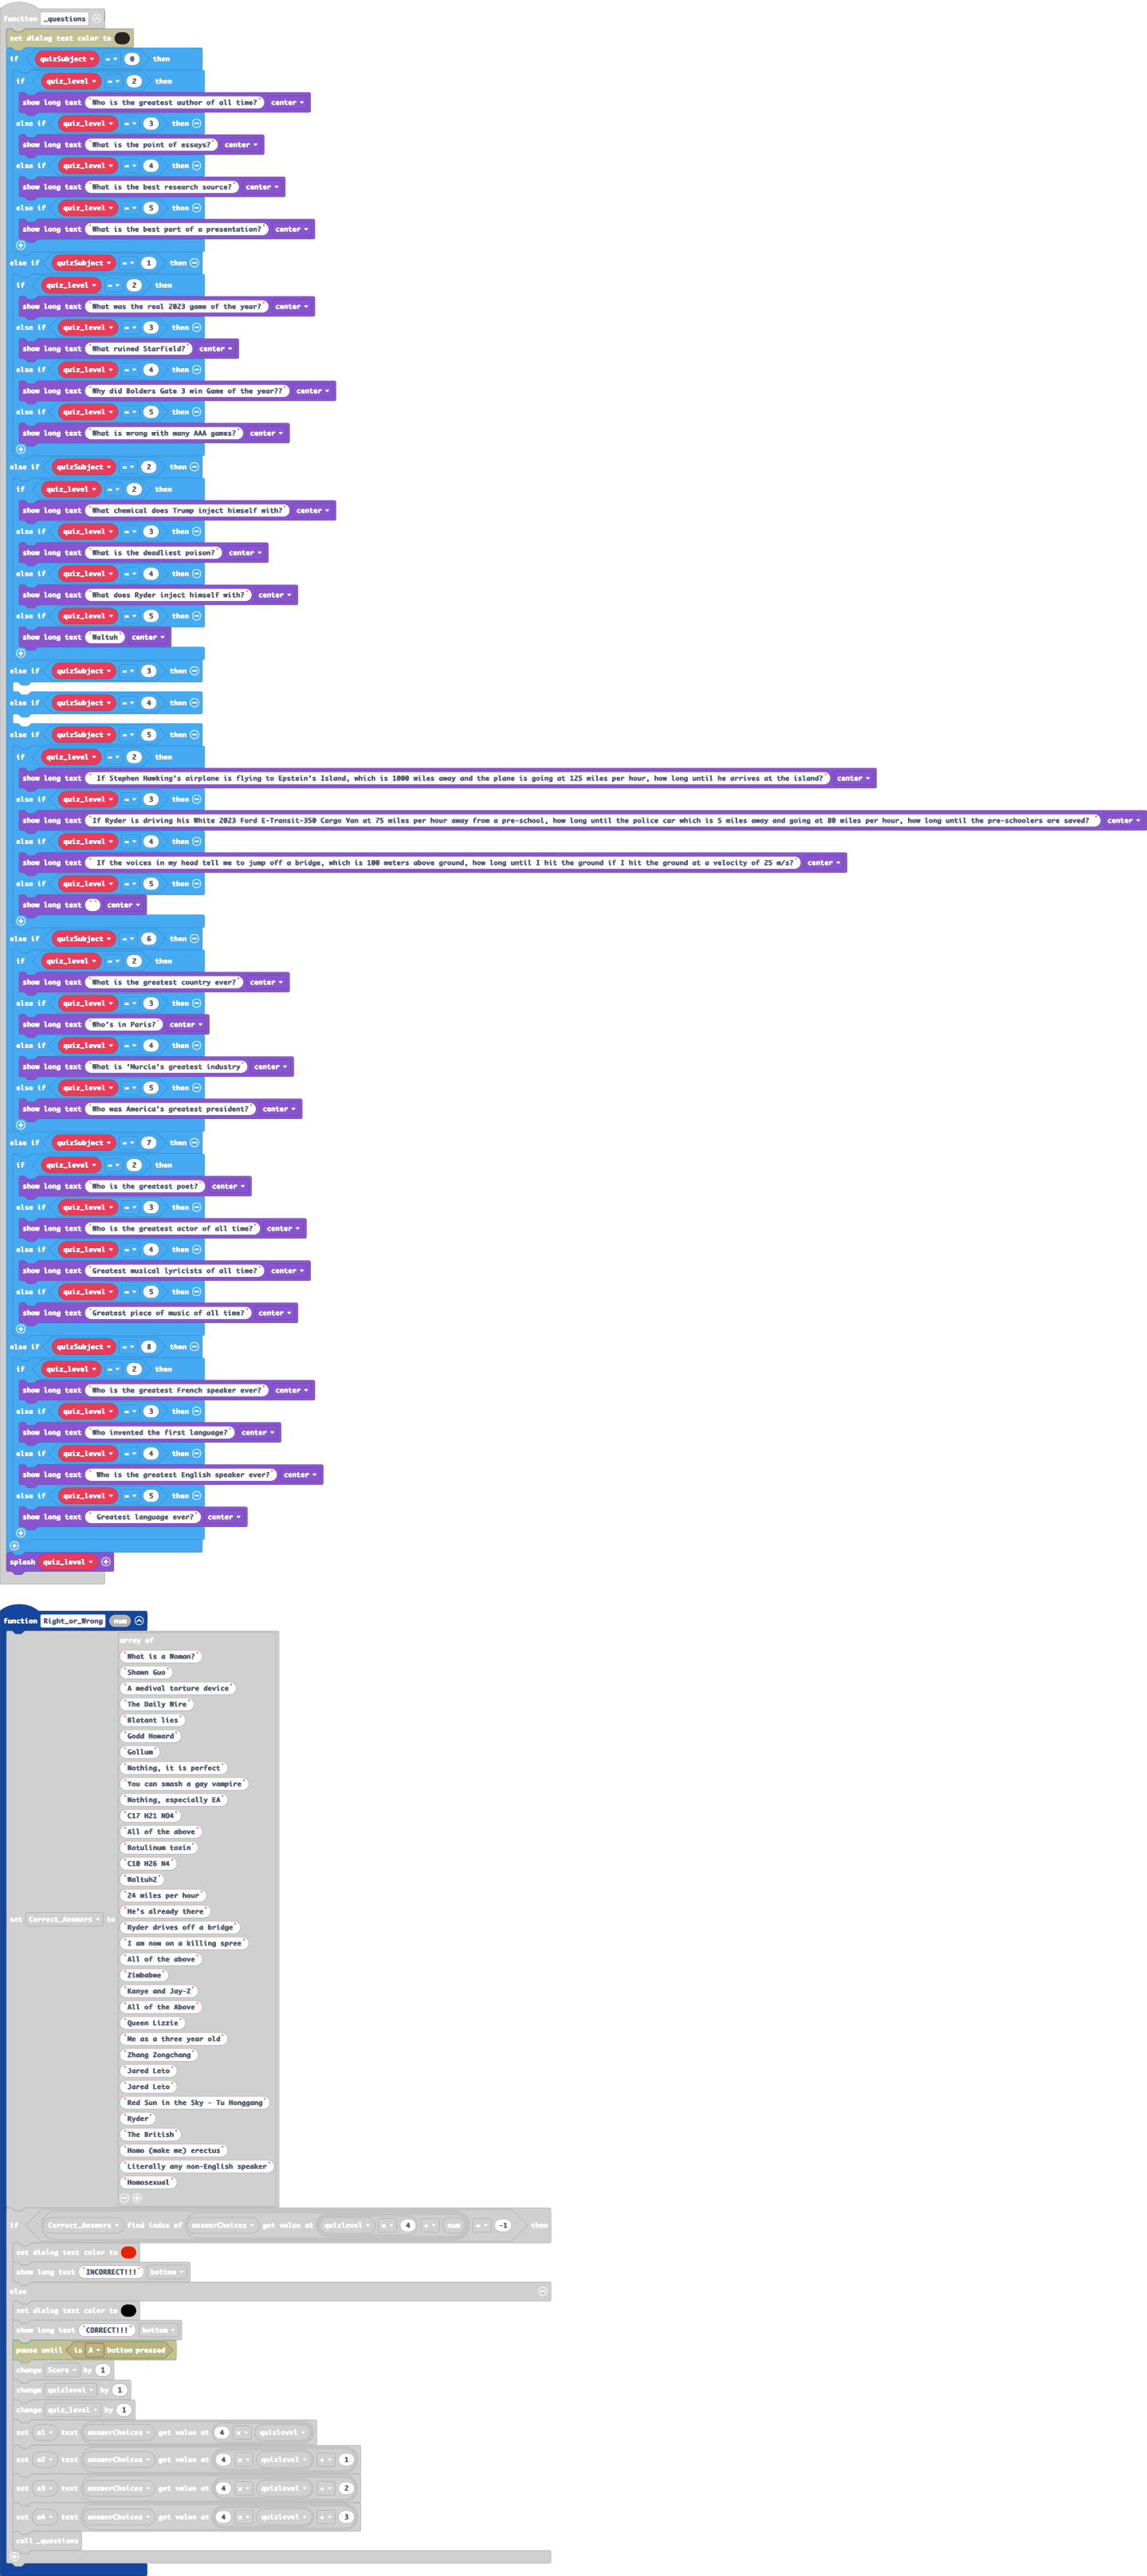 function _questions
set dialog text color to
if quizSubject = 0 then
if quiz_level = 2 then
show long text "Who is the greatest author of all time?" center
else if quiz_level = 3 then
show long text "What is the point of essays?" center
else if quiz_level = 4 then
show long text "What is the best research source?" center
else if quiz_level = 5 then
show long text "What is the best part of a presentation?" center
else if quizSubject = 1 then
if quiz_level = 2 then
show long text "What was the real 2023 game of the year?" center
else if quiz_level = 3 then
show long text "What ruined Starfield?" center
else if quiz_level = 4 then
show long text "Why did Bolders Gate 3 win Game of the year??" center
else if quiz_level = 5 then
show long text "What is wrong with many AAA games?" center
else if quizSubject = 2 then
if quiz_level = 2 then
show long text "What chemical does Trump inject himself with?" center
else if quiz_level = 3 then
show long text "What is the deadliest poison?" center
else if quiz_level = 4 then
show long text "What does Ryder inject himself with?" center
else if quiz_level = 5 then
show long text "Waltuh" center
else if quizSubject = 3 then
else if quizSubject = 4 then
else if quizSubject = 5 then
if quiz_level = 2 then
show long text " If Stephen Hawking's airplane is flying to Epstein's Island, which is 1000 miles away and the plane is going at 125 miles per hour, how long until he arrives at the island?" center
else if quiz_level = 3 then
show long text "If Ryder is driving his White 2023 Ford E-Transit-350 Cargo Van at 75 miles per hour away from a pre-school, how long until the police car which is 5 miles away and going at 80 miles per hour, how long until the pre-schoolers are saved? " center
else if quiz_level = 4 then
show long text " If the voices in my head tell me to jump off a bridge, which is 100 meters above ground, how long until I hit the ground if I hit the ground at a velocity of 25 m/s?" center
else if quiz_level = 5 then
show long text "" center
else if quizSubject = 6 then
if quiz_level = 2 then
show long text "What is the greatest country ever?" center
else if quiz_level = 3 then
show long text "Who's in Paris?" center
else if quiz_level = 4 then
show long text "What is 'Murcia's greatest industry" center
else if quiz_level = 5 then
show long text "Who was America's greatest president?" center
else if quizSubject = 7 then
if quiz_level = 2 then
show long text "Who is the greatest poet?" center
else if quiz_level = 3 then
show long text "Who is the greatest actor of all time?" center
else if quiz_level = 4 then
show long text "Greatest musical lyricists of all time?" center
else if quiz_level = 5 then
show long text "Greatest piece of music of all time?" center
else if quizSubject = 8 then
if quiz_level = 2 then
show long text "Who is the greatest French speaker ever?" center
else if quiz_level = 3 then
show long text "Who invented the first language?" center
else if quiz_level = 4 then
show long text " Who is the greatest English speaker ever?" center
else if quiz_level = 5 then
show long text " Greatest language ever?" center
splash quiz_level
function Right_or_Wrong num
set Correct_Answers to array of
"What is a Woman?"
"Shawn Guo"
"A medival torture device"
"The Daily Wire"
"Blatant lies"
"Godd Howard"
"Gollum"
"Nothing, it is perfect"
"You can smash a gay vampire"
"Nothing, especially EA"
"C17 H21 NO4"
"All of the above"
"Botulinum toxin"
"C10 H26 N4"
"Waltuh2"
"24 miles per hour"
"He's already there"
"Ryder drives off a bridge"
"I am now on a killing spree"
"All of the above"
"Zimbabwe"
"Kanye and Jay-Z"
"All of the Above"
"Queen Lizzie"
"Me as a three year old"
"Zhang Zongchang"
"Jared Leto"
"Jared Leto"
"Red Sun in the Sky - Tu Honggang"
"Ryder"
"The British"
"Homo (make me) erectus"
"Literally any non-English speaker"
"Homosexual"
if Correct_Answers find index of answerChoices get value at quizlevel × 4 + num = -1 then
set dialog text color to
show long text "INCORRECT!!!" bottom
else
set dialog text color to
show long text "CORRECT!!!" bottom
pause until is A button pressed
change Score by 1
change quizlevel by 1
change quiz_level by 1
set a1 text answerChoices get value at 4 × quizlevel
set a2 text answerChoices get value at 4 × quizlevel + 1
set a3 text answerChoices get value at 4 × quizlevel + 2
set a4 text answerChoices get value at 4 × quizlevel + 3
call _questions